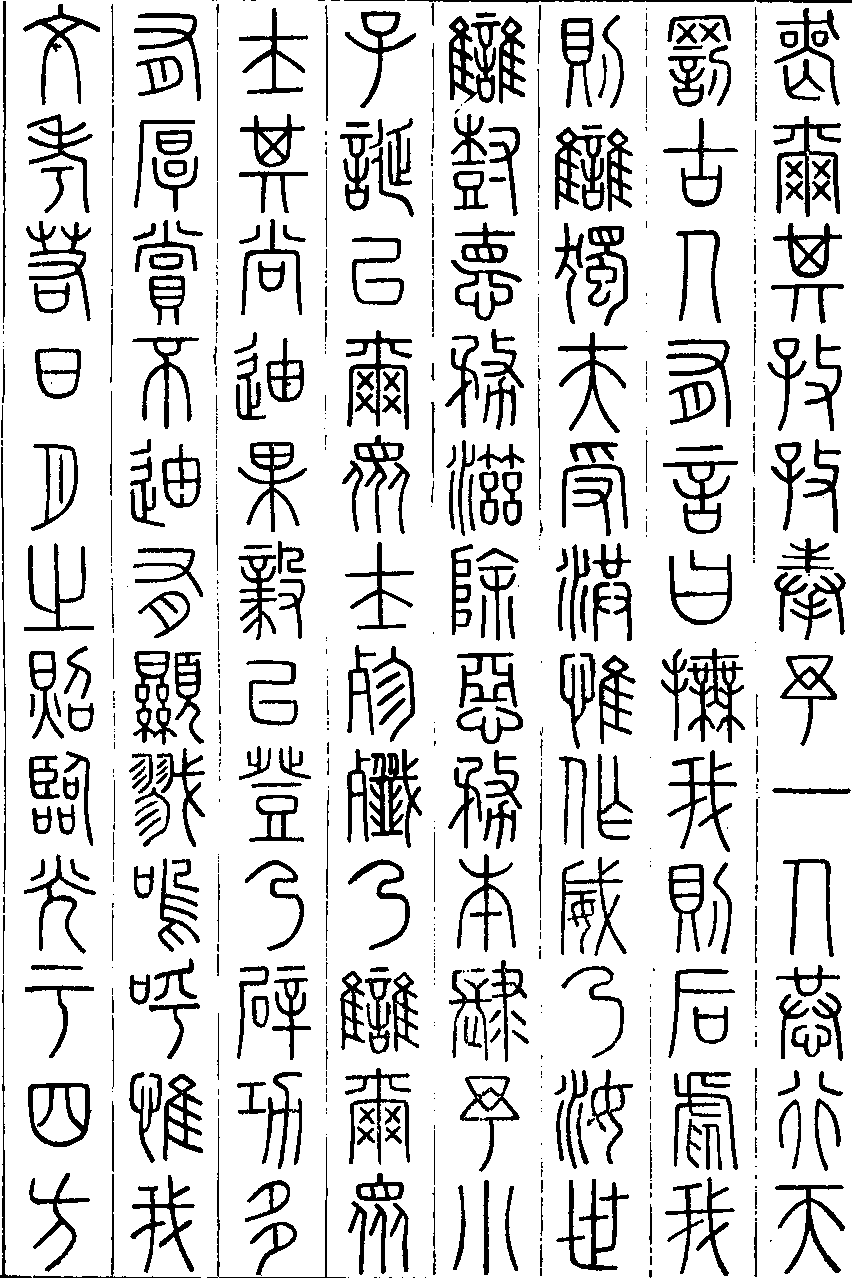 喪爾其孜孜奉予一人恭行天
罰古人有言曰撫我則后虐我
則讎獨夫受洪惟作威乃汝世
讎樹德務滋除惡務本肆予小
子誕以爾眾士殄殲乃讎爾眾
士其尚迪果毅以登乃辟功多
有厚賞不迪有顯戮嗚呼惟我
文考若日月之照臨光于四方